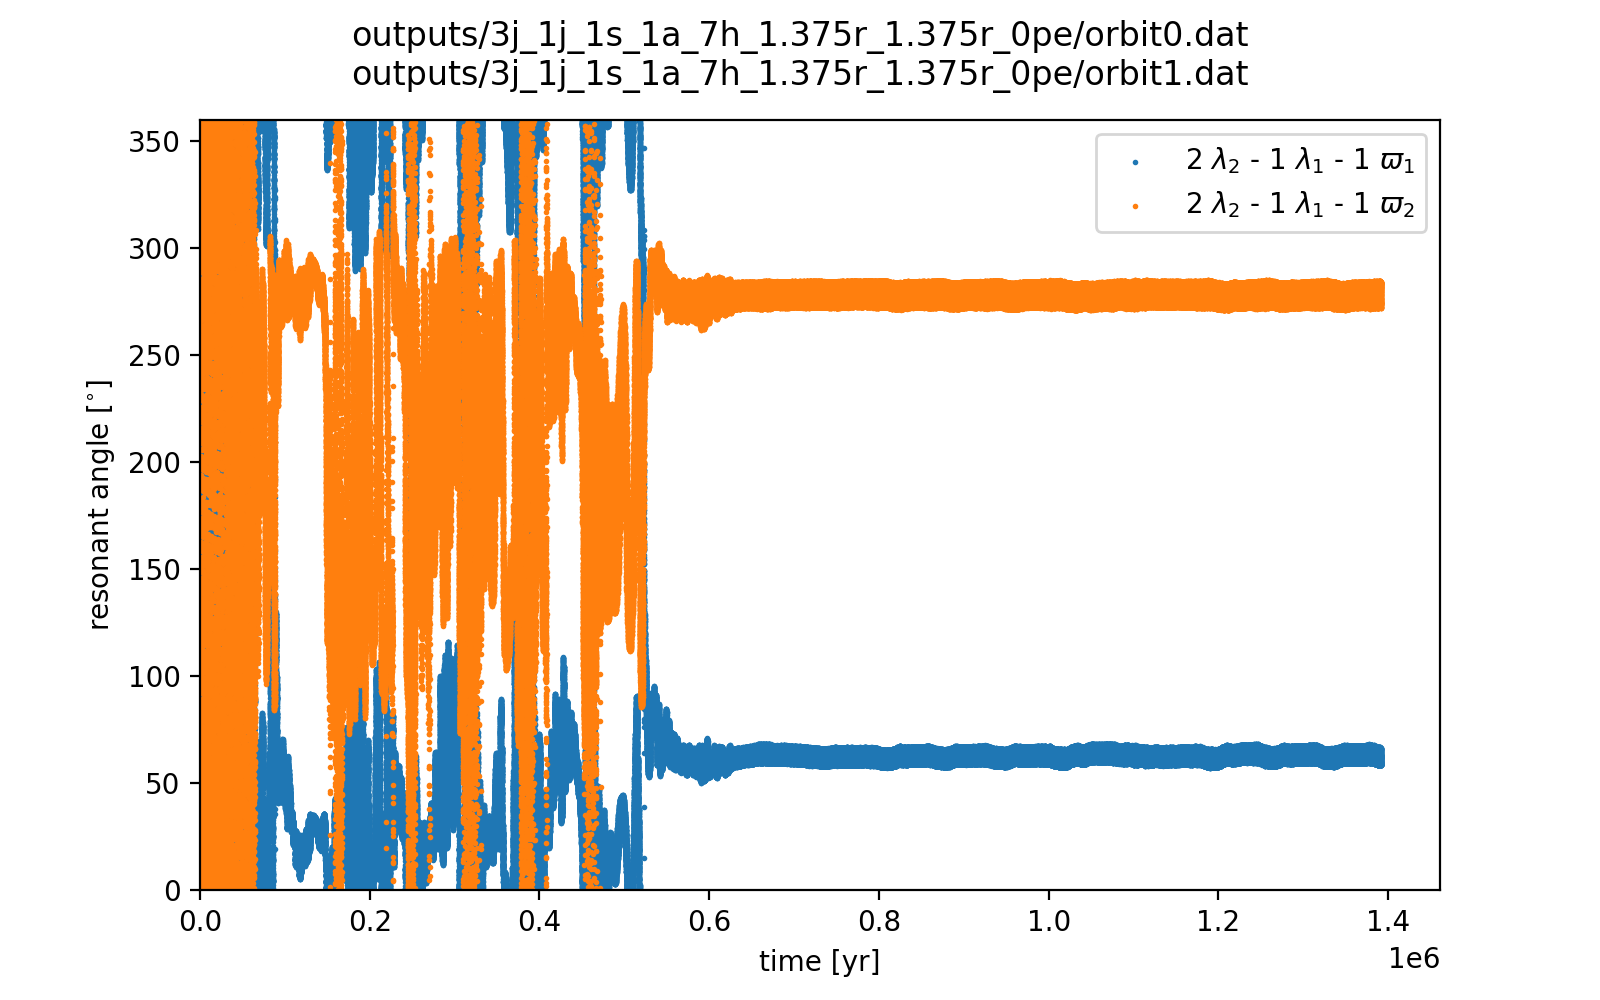 outputs/3j_1j_1s_1a_7h_1.375r_1.375r_0pe/orbit0.dat
outputs/3j_1j_1s_1a_7h_1.375r_1.375r_0pe/orbit1.dat
2 λ₂ - 1 λ₁ - 1 ϖ₁
2 λ₂ - 1 λ₁ - 1 ϖ₂
resonant angle [°]
350
300
250
200
150
100
50
0
0.0 0.2 0.4 0.6 0.8 1.0 1.2 1.4
time [yr]
1e6